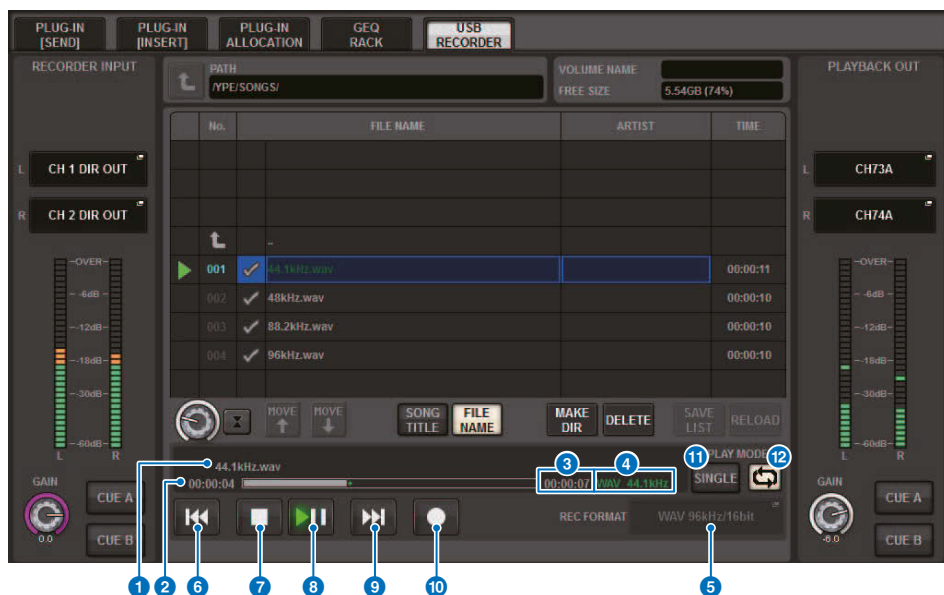 PLUG-IN [SEND]
PLUG-IN [INSERT]
PLUG-IN ALLOCATION
GEQ RACK
USB RECORDER
RECORDER INPUT
PATH
/YPE/SONGS/
VOLUME NAME
FREE SIZE
5.54GB (74%)
PLAYBACK OUT
No.
FILE NAME
ARTIST
TIME
L
CH 1 DIR OUT
R
CH 2 DIR OUT
L
CH73A
R
CH74A
-
001
44.1kHz.wav
00:00:11
002
48kHz.wav
00:00:10
003
88.2kHz.wav
00:00:10
004
96kHz.wav
00:00:10
-OVER-
-6dB-
-12dB-
-18dB-
-30dB-
-60dB-
L
R
-OVER-
-6dB-
-12dB-
-18dB-
-30dB-
-60dB-
L
R
MOVE
MOVE
SONG TITLE
FILE NAME
MAKE DIR
DELETE
SAVE LIST
RELOAD
44.1kHz.wav
00:00:04
3
00:00:07
4
WAV 44.1kHz
11
PLAY MODE
12
SINGLE
REC FORMAT
WAV 96kHz/16bit
GAIN
0.0
CUE A
CUE B
GAIN
-6.0
CUE A
CUE B
1
2
6
7
8
9
10
5